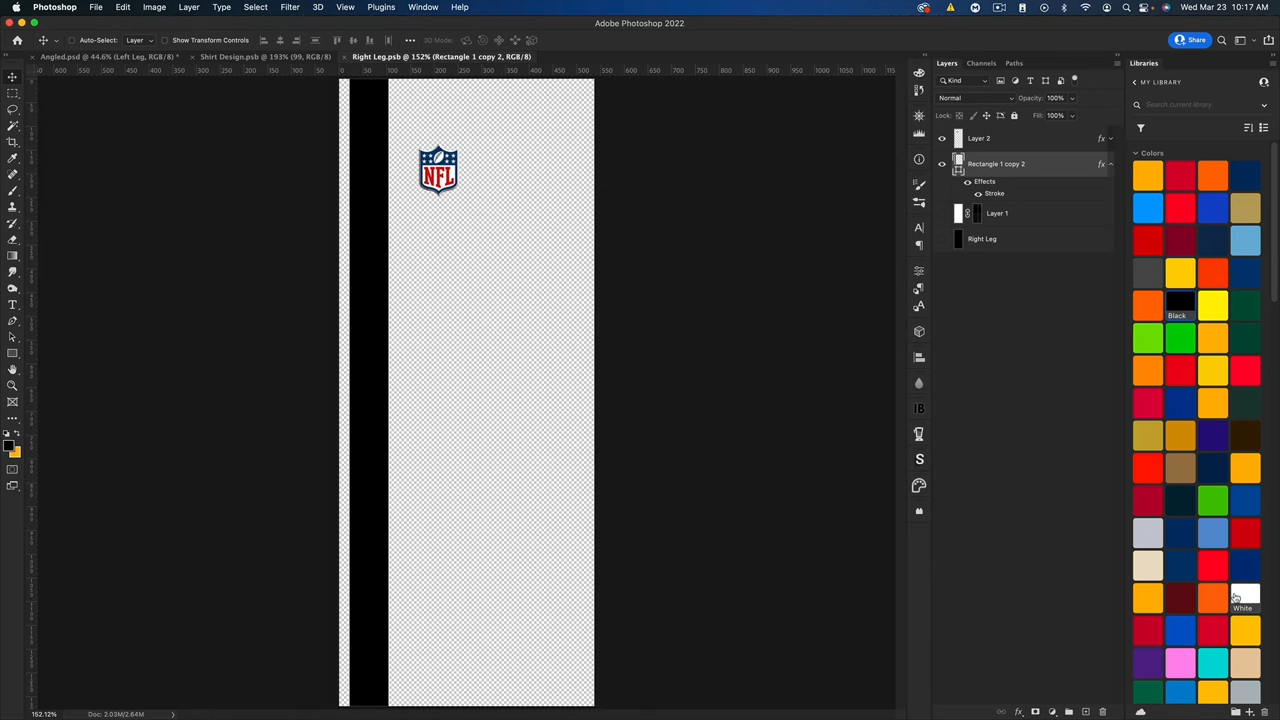 Photoshop File Edit Image Layer Type Select Filter 3D View Plugins Window Help
Wed Mar 23 10:17 AM
Adobe Photoshop 2022
Auto-Select: Layer Show Transform Controls 3D Mode: Share
Angled.psd @ 44.6% (Left Leg, RGB/8) * Shirt Design.psb @ 193% (99, RGB/8) Right Leg.psb @ 152% (Rectangle 1 copy 2, RGB/8)
Layers Channels Paths
Kind
Normal Opacity: 100%
Lock: Fill: 100%
Layer 2 fx
Rectangle 1 copy 2 fx
Effects
Stroke
Layer 1
Right Leg
Libraries
MY LIBRARY
Search current library
Colors
Black
White
NFL
152.12% Doc: 2.03M/2.64M